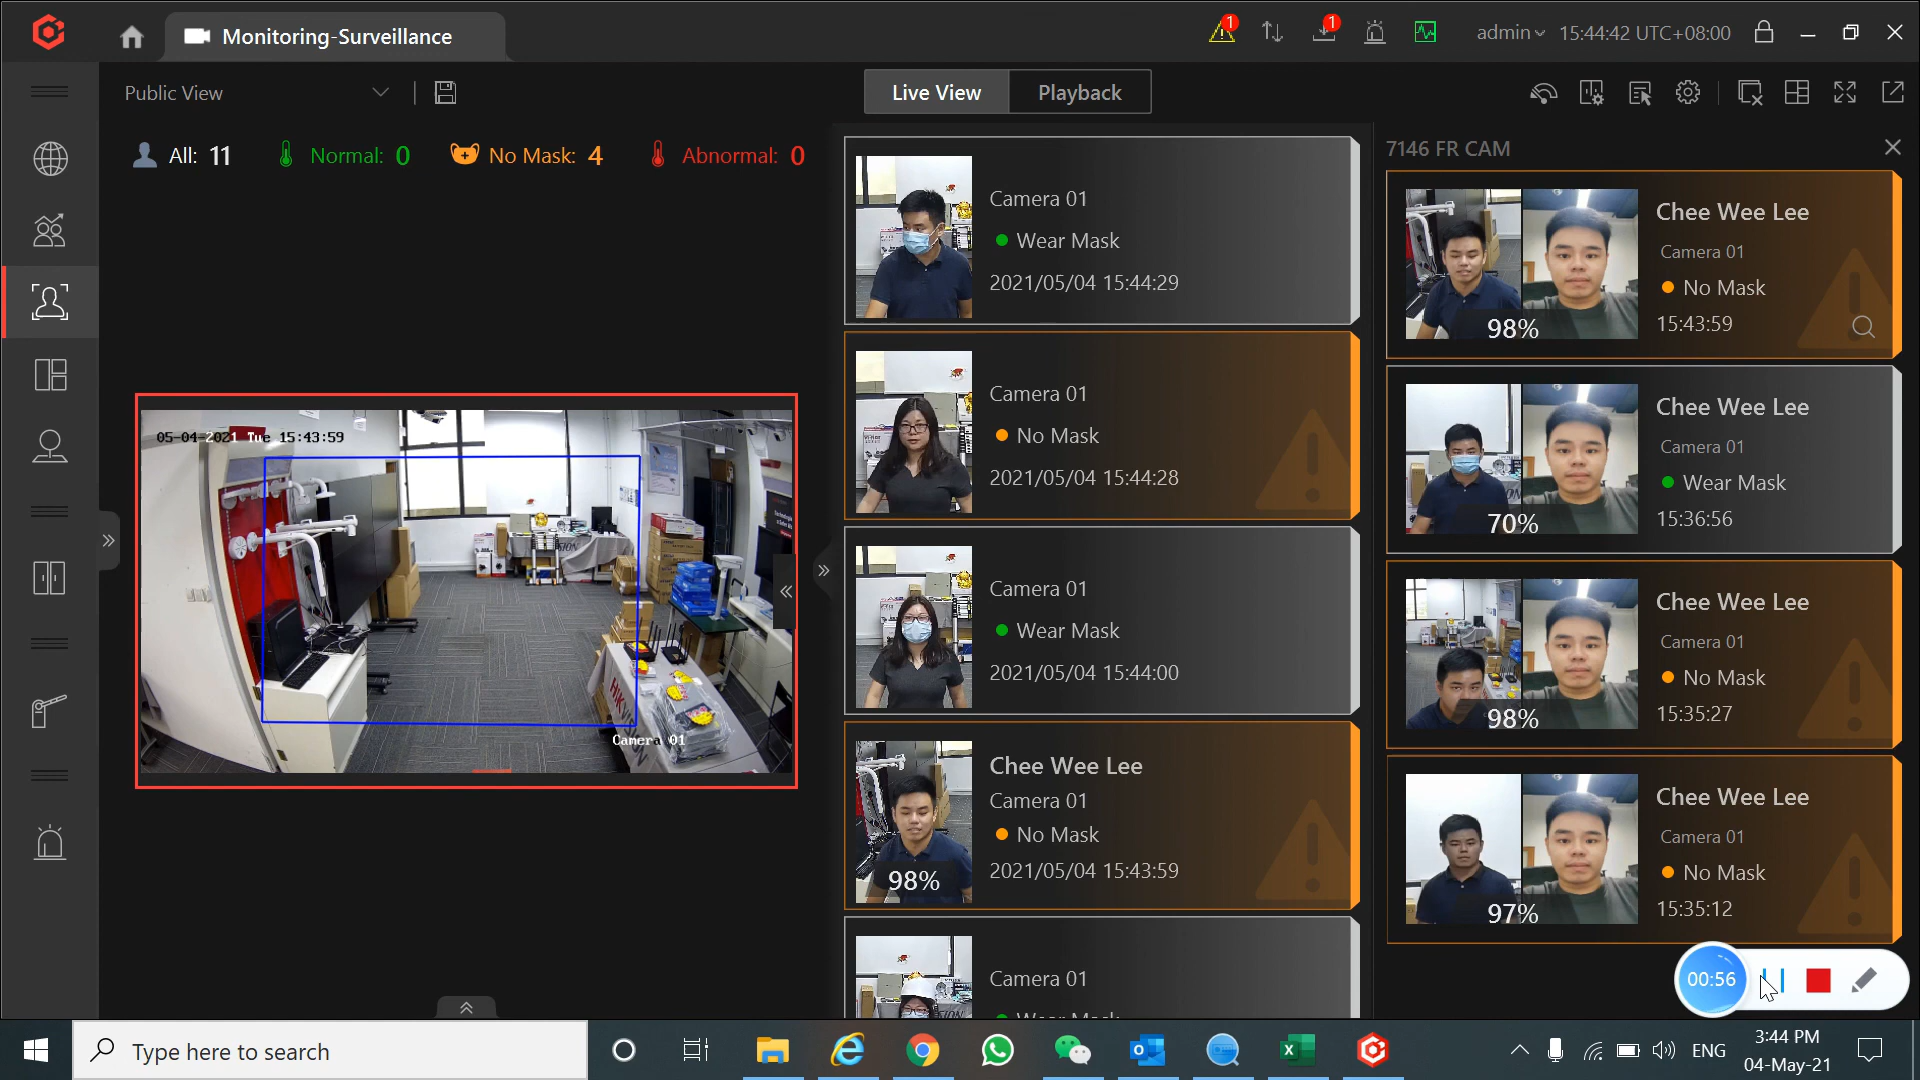 Monitoring-Surveillance
1
1
admin
15:44:42 UTC+08:00
Public View
Live View
Playback
All: 11
Normal: 0
No Mask: 4
Abnormal: 0
05-04-2021 Tue 15:43:59
Camera 01
Camera 01
Wear Mask
2021/05/04 15:44:29
Camera 01
No Mask
2021/05/04 15:44:28
Camera 01
Wear Mask
2021/05/04 15:44:00
98%
Chee Wee Lee
Camera 01
No Mask
2021/05/04 15:43:59
Camera 01
Wear Mask
7146 FR CAM
98%
Chee Wee Lee
Camera 01
No Mask
15:43:59
70%
Chee Wee Lee
Camera 01
Wear Mask
15:36:56
98%
Chee Wee Lee
Camera 01
No Mask
15:35:27
97%
Chee Wee Lee
Camera 01
No Mask
15:35:12
00:56
Type here to search
ENG
3:44 PM
04-May-21